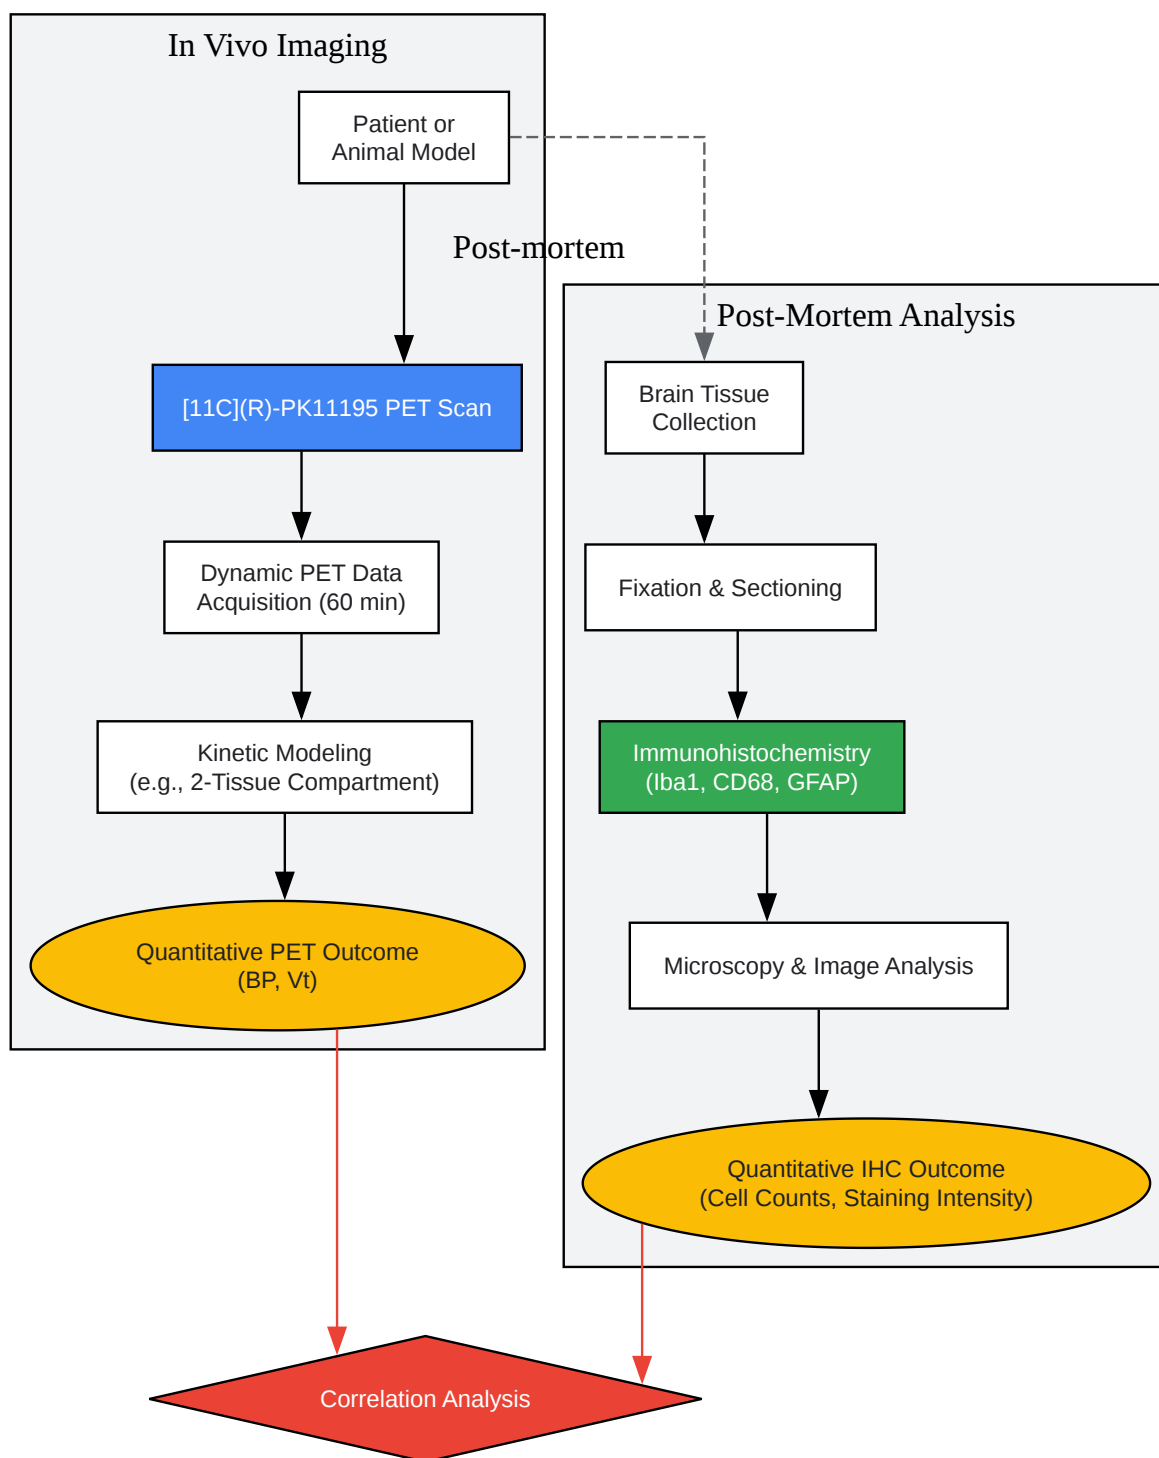 In Vivo Imaging
Patient or
Animal Model
Post-mortem
[11C](R)-PK11195 PET Scan
Dynamic PET Data
Acquisition (60 min)
Kinetic Modeling
(e.g., 2-Tissue Compartment)
Quantitative PET Outcome
(BP, Vt)
Post-Mortem Analysis
Brain Tissue
Collection
Fixation & Sectioning
Immunohistochemistry
(Iba1, CD68, GFAP)
Microscopy & Image Analysis
Quantitative IHC Outcome
(Cell Counts, Staining Intensity)
Correlation Analysis